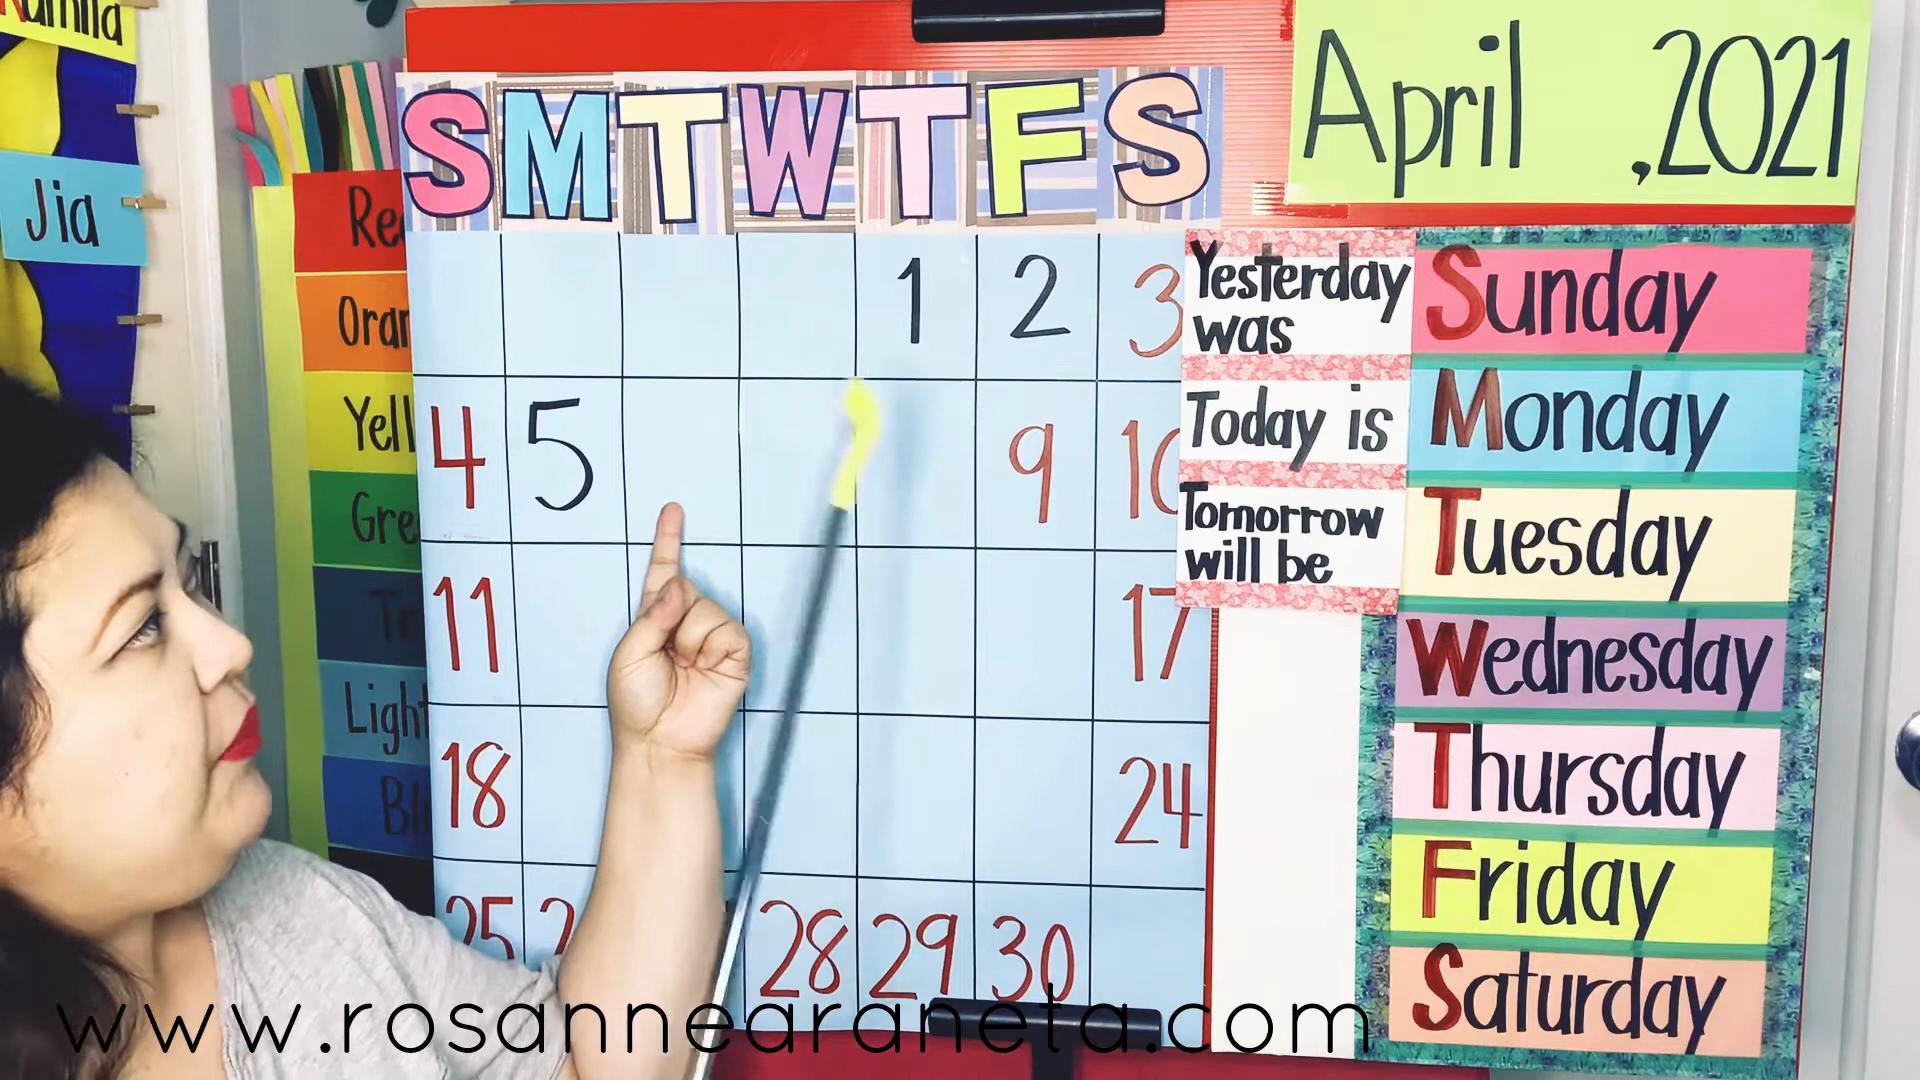 Jia
S M T W T F S
1 2 3
4 5 9 10
11 17
18 24
25 28 29 30
April ,2021
Yesterday was
Today is
Tomorrow will be
Sunday
Monday
Tuesday
Wednesday
Thursday
Friday
Saturday
www.rosannearaneta.com